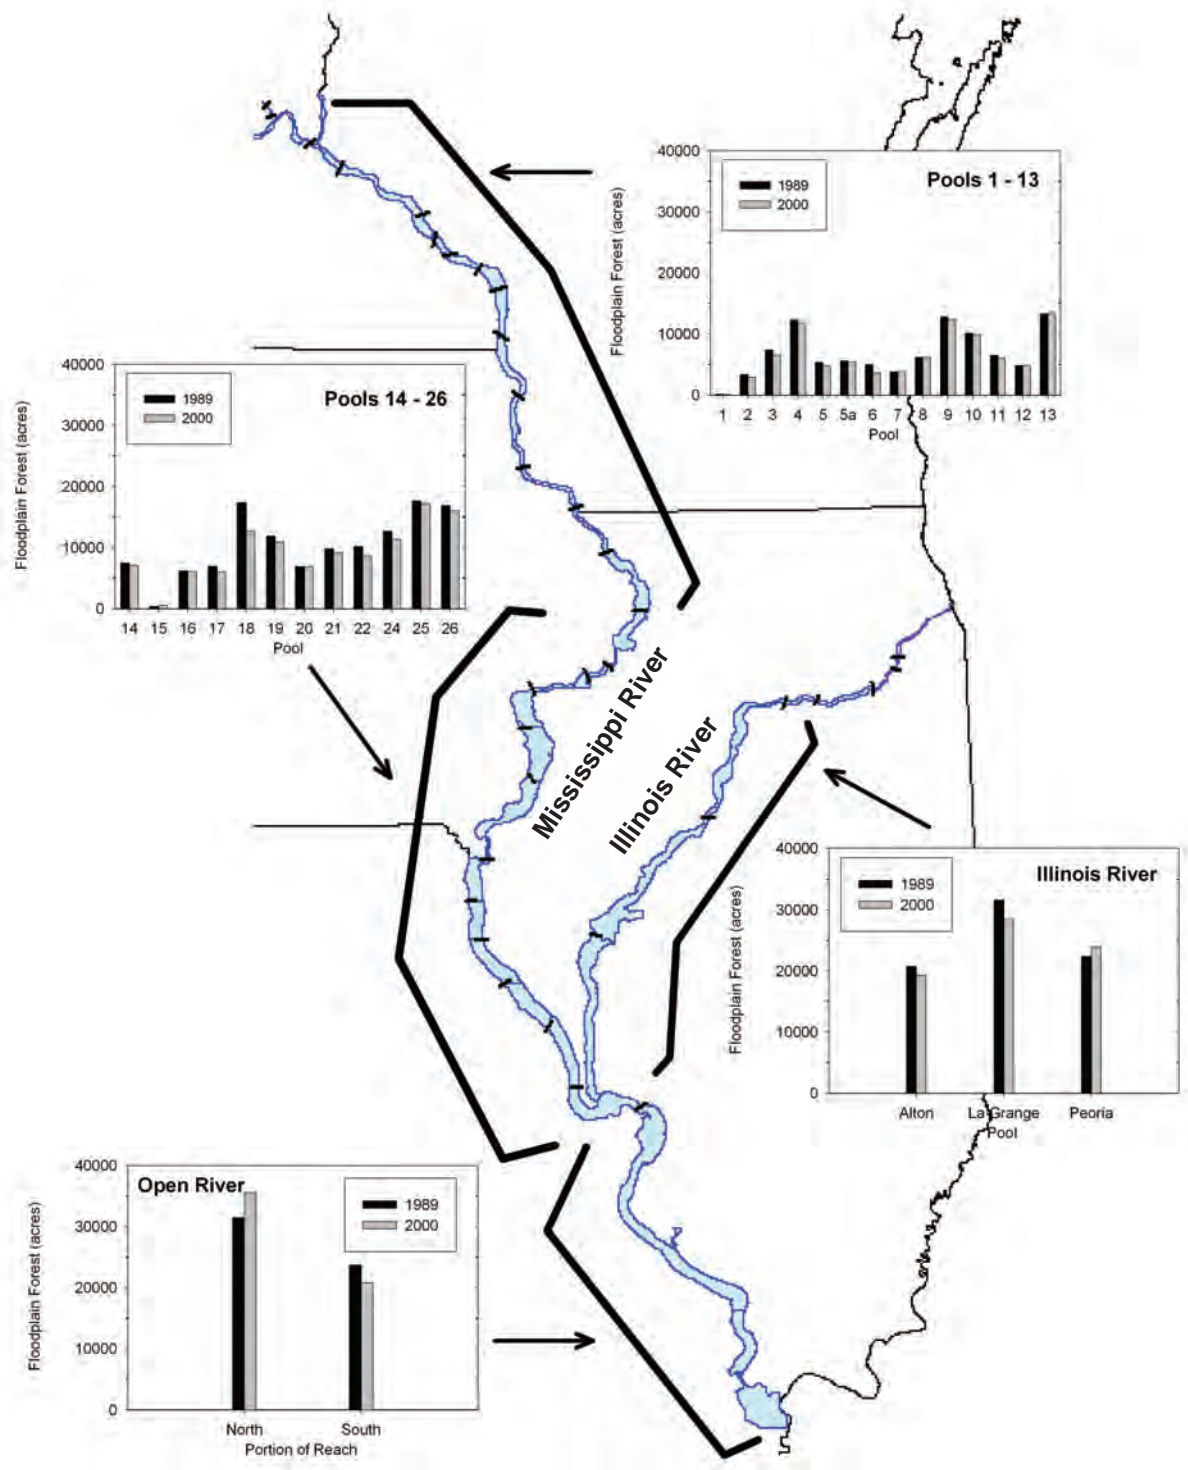 40000
30000
20000
10000
0
Floodplain Forest (acres)
1989
2000
Pools 1 - 13
1 2 3 4 5 5a 6 7 8 9 10 11 12 13
Pool
40000
30000
20000
10000
0
Floodplain Forest (acres)
1989
2000
Pools 14 - 26
14 15 16 17 18 19 20 21 22 24 25 26
Pool
Mississippi River
Illinois River
40000
30000
20000
10000
0
Floodplain Forest (acres)
1989
2000
Illinois River
Alton La Grange Peoria
Pool
40000
30000
20000
10000
0
Floodplain Forest (acres)
Open River
1989
2000
North South
Portion of Reach